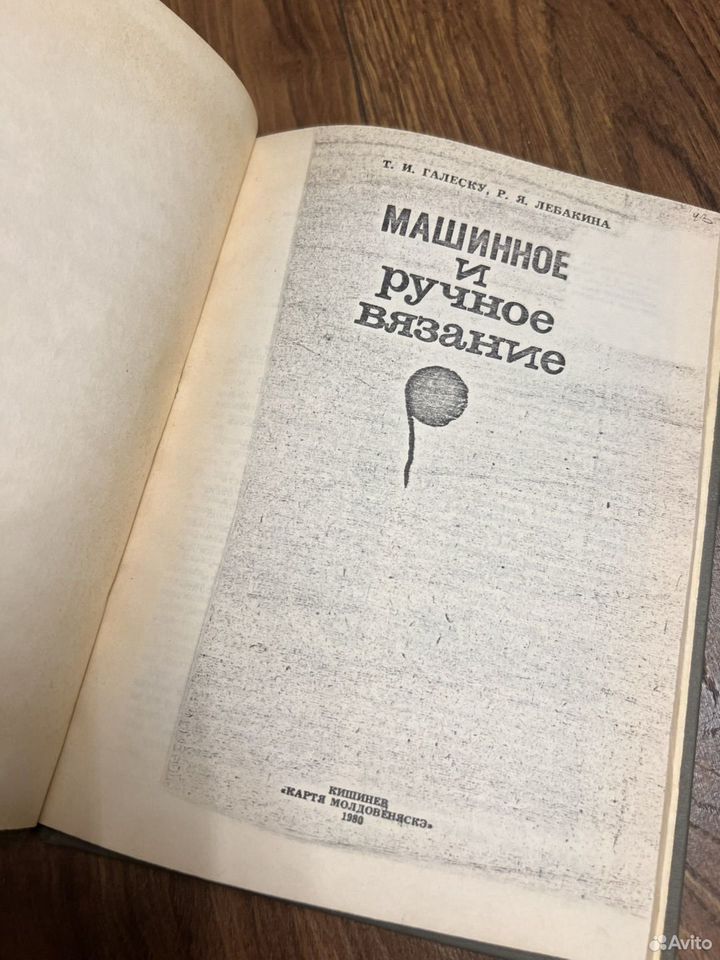 Т. И. ГАЛЕСКУ, Р. Я. ЛЕБАКИНА
МАШИННОЕ
И
ручное
вязание
КИШИНЕВ
«КАРТЯ МОЛДОВЕНЯСКЭ»
1980
Avito